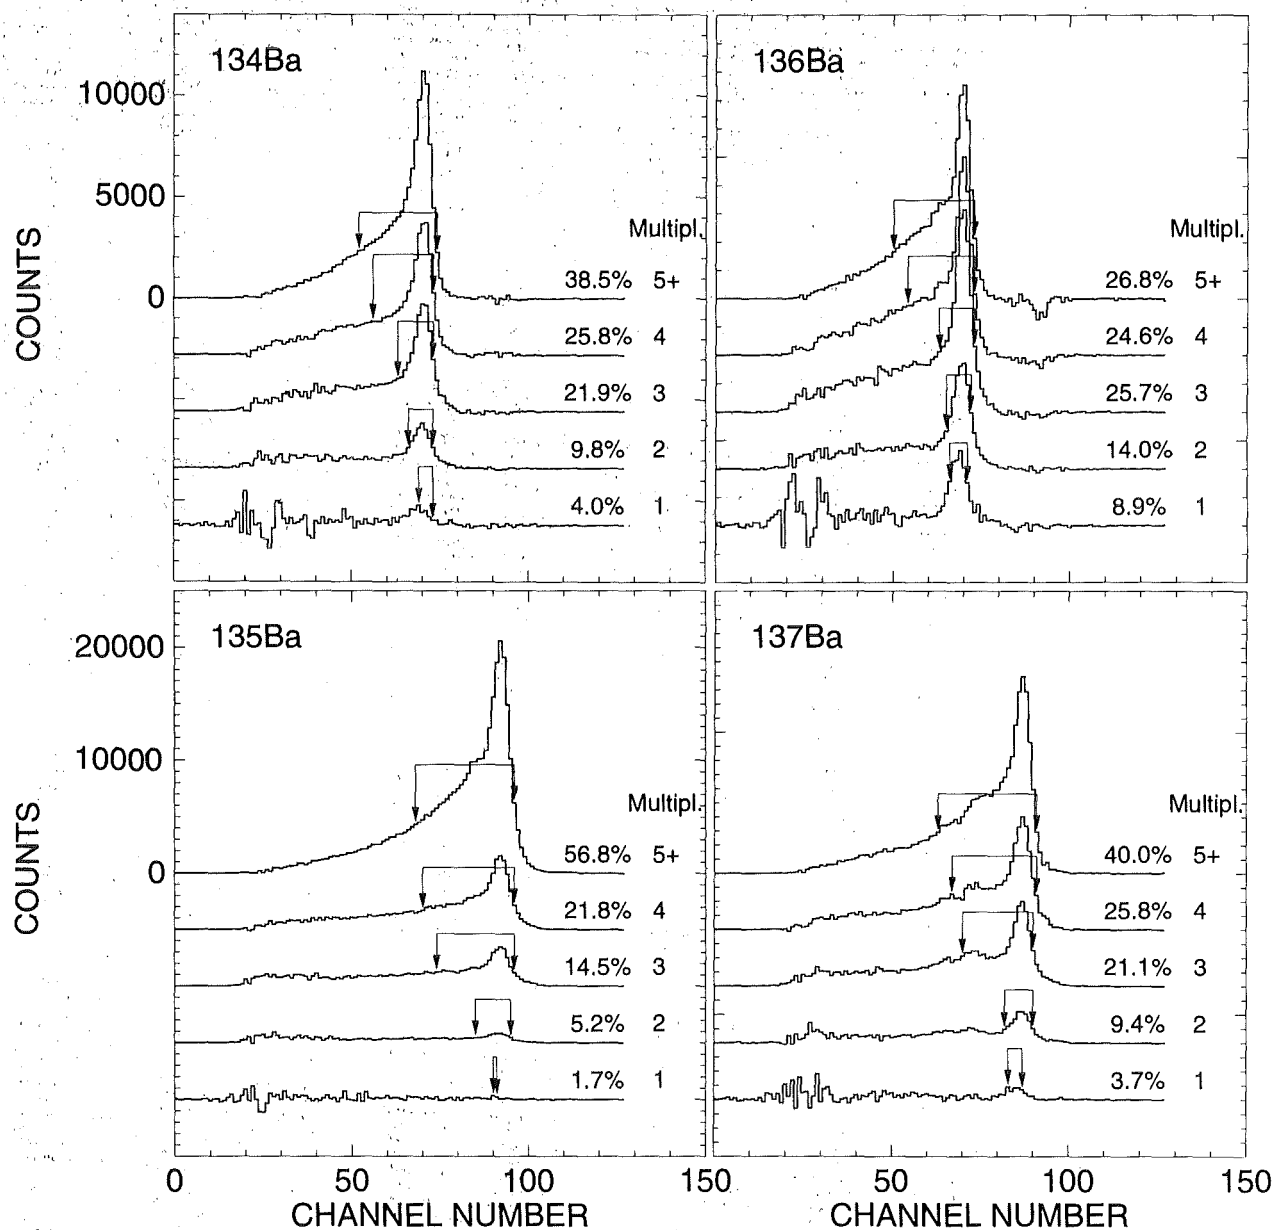 134Ba
136Ba
10000
5000
0
COUNTS
Multipl.
38.5% 5+
25.8% 4
21.9% 3
9.8% 2
4.0% 1
Multipl.
26.8% 5+
24.6% 4
25.7% 3
14.0% 2
8.9% 1
135Ba
137Ba
20000
10000
0
COUNTS
Multipl.
56.8% 5+
21.8% 4
14.5% 3
5.2% 2
1.7% 1
Multipl.
40.0% 5+
25.8% 4
21.1% 3
9.4% 2
3.7% 1
0 50 100 150 50 100 150
CHANNEL NUMBER CHANNEL NUMBER